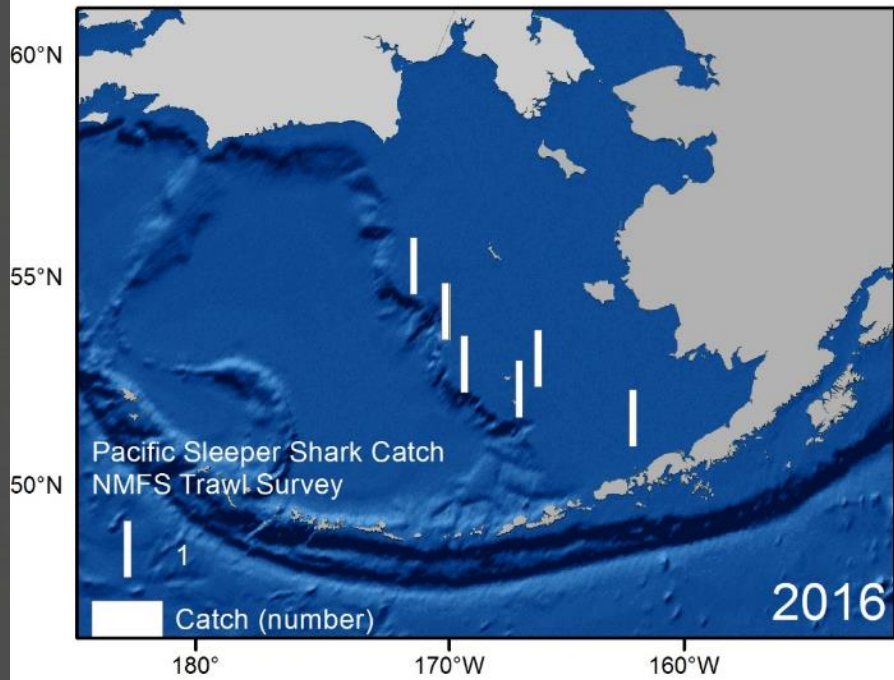 60°N
55°N
50°N
Pacific Sleeper Shark Catch
NMFS Trawl Survey
1
Catch (number)
2016
180°
170°W
160°W